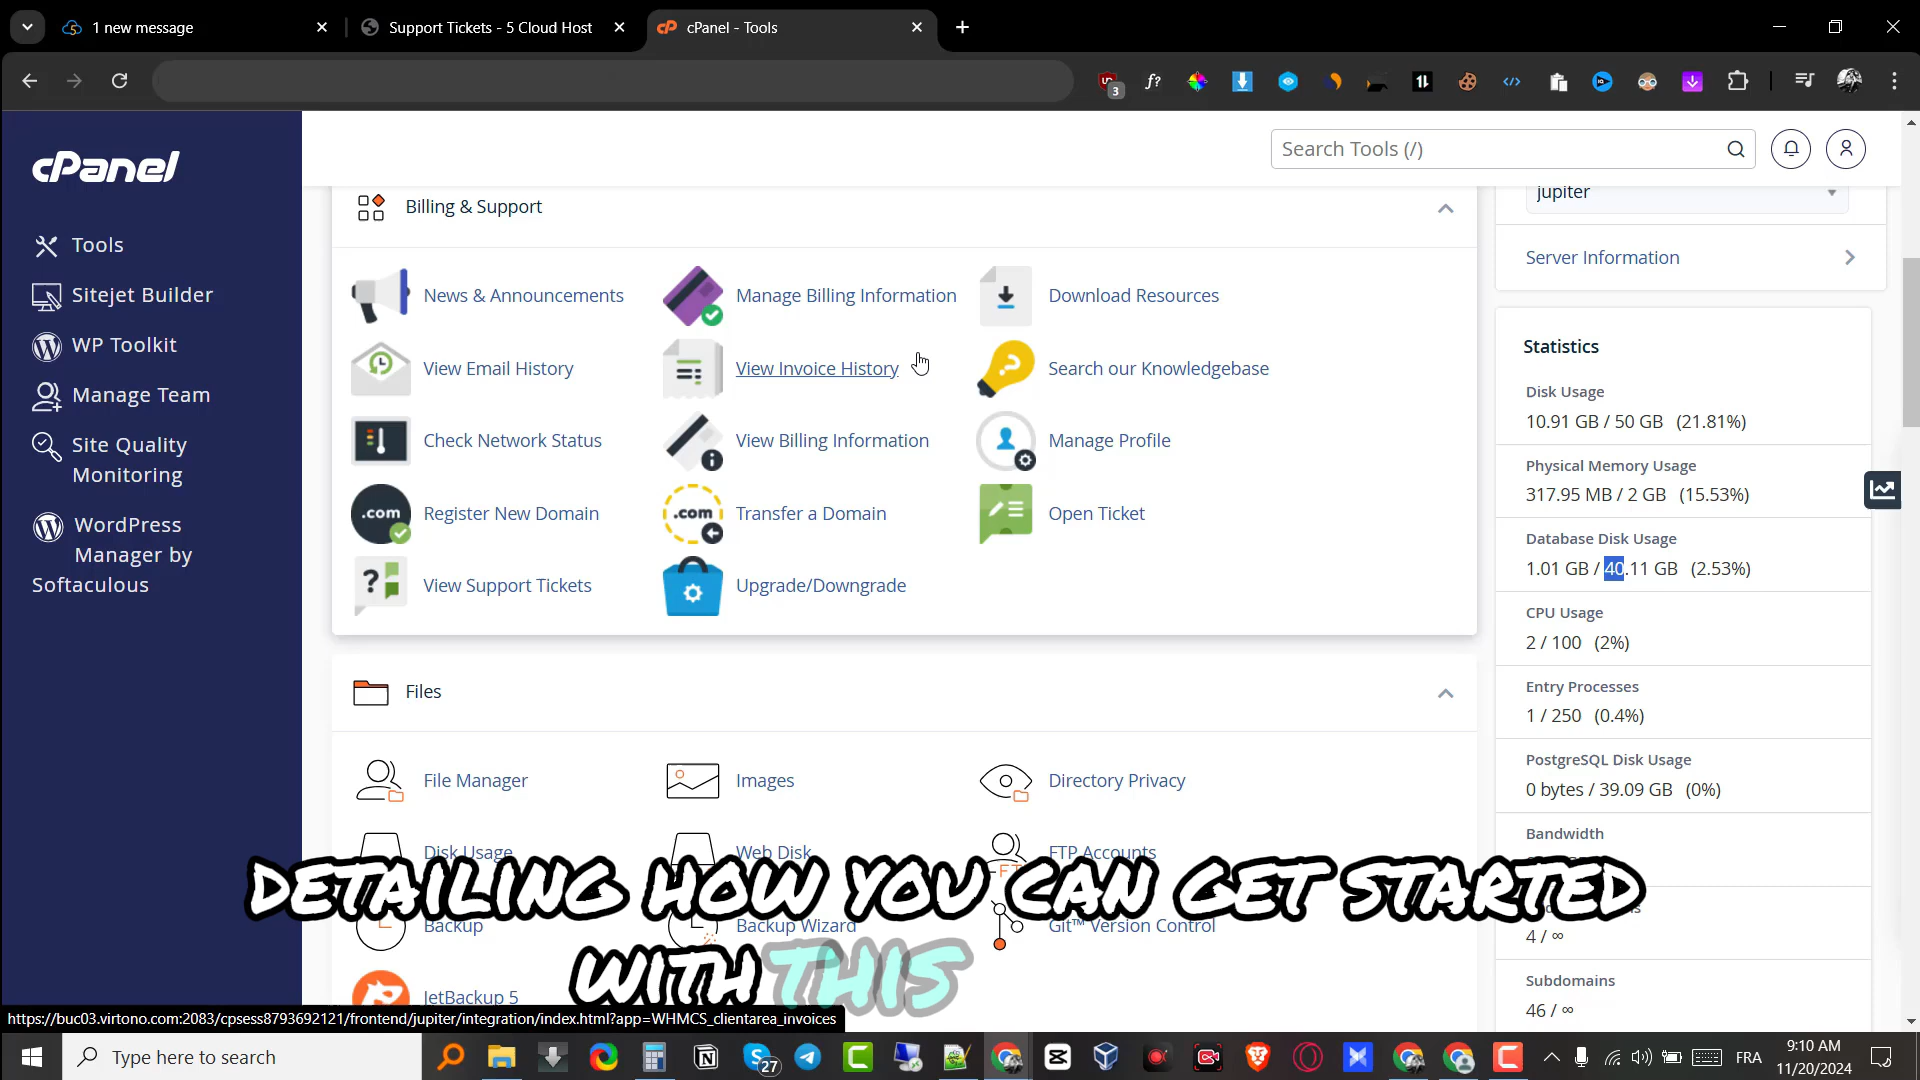 1 new message
Support Tickets - 5 Cloud Host
cPanel - Tools
3
f?
cPanel
Search Tools (/)
Tools
Sitejet Builder
WP Toolkit
Manage Team
Site Quality
Monitoring
WordPress
Manager by
Softaculous
Billing & Support
News & Announcements
Manage Billing Information
Download Resources
View Email History
View Invoice History
Search our Knowledgebase
Check Network Status
View Billing Information
Manage Profile
.com
Register New Domain
.com
Transfer a Domain
Open Ticket
View Support Tickets
Upgrade/Downgrade
Files
File Manager
Images
Directory Privacy
Disk Usage
Web Disk
FTP Accounts
Backup
Backup Wizard
Git™ Version Control
JetBackup 5
jupiter
Server Information
Statistics
Disk Usage
10.91 GB / 50 GB (21.81%)
Physical Memory Usage
317.95 MB / 2 GB (15.53%)
Database Disk Usage
1.01 GB / 40.11 GB (2.53%)
CPU Usage
2 / 100 (2%)
Entry Processes
1 / 250 (0.4%)
PostgreSQL Disk Usage
0 bytes / 39.09 GB (0%)
Bandwidth
4 / ∞
Subdomains
46 / ∞
DETAILING HOW YOU CAN GET STARTED
WITH THIS
https://buc03.virtono.com:2083/cpsess8793692121/frontend/jupiter/integration/index.html?app=WHMCS_clientarea_invoices
Type here to search
27
FRA
9:10 AM
11/20/2024